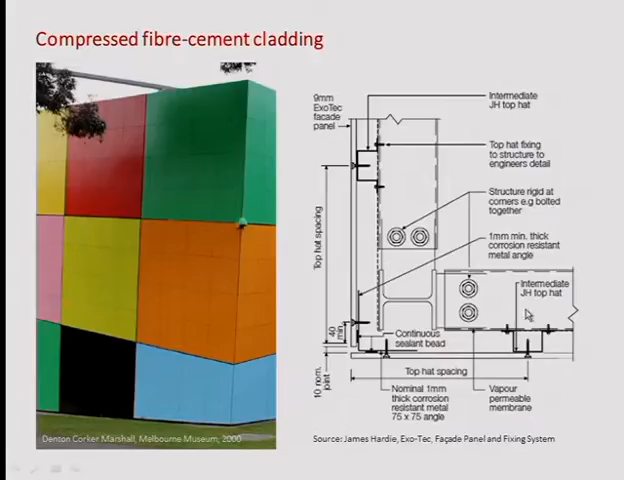 Compressed fibre-cement cladding
9mm
ExoTec
facade
panel
Intermediate
JH top hat
Top hat fixing
to structure to
engineers detail
Structure rigid at
corners e.g bolted
together
1mm min. thick
corrosion resistant
metal angle
Intermediate
JH top hat
Top hat spacing
40
min.
Continuous
sealant bead
10 nom.
joint
Top hat spacing
Nominal 1mm
thick corrosion
resistant metal
75 x 75 angle
Vapour
permeable
membrane
Denton Corker Marshall, Melbourne Museum, 2000
Source: James Hardie, Exo-Tec, Façade Panel and Fixing System